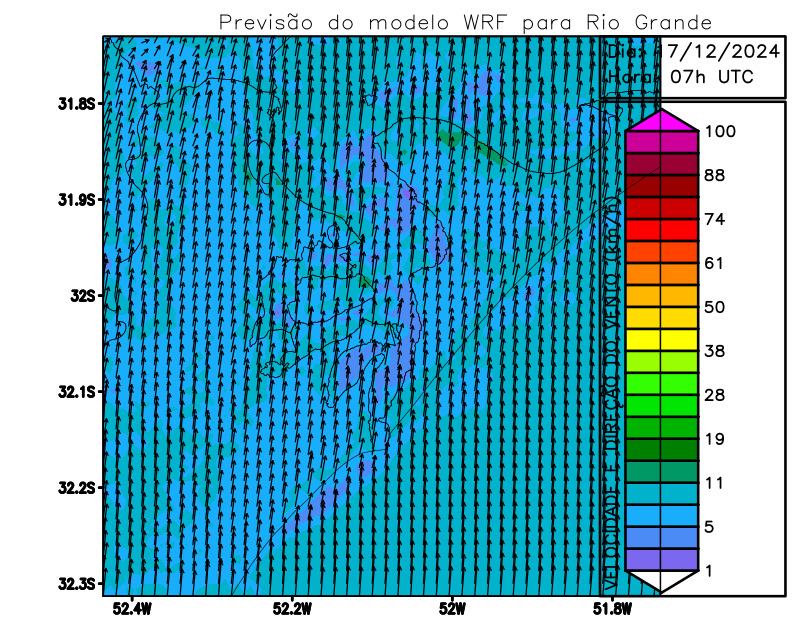 Previsão do modelo WRF para Rio Grande
Dia: 7/12/2024
Hora: 07h UTC
31.8S
31.9S
32S
32.1S
32.2S
32.3S
52.4W
52.2W
52W
51.8W
VELOCIDADE E DIREÇÃO DO VENTO (km/h)
100
88
74
61
50
38
28
19
11
5
1